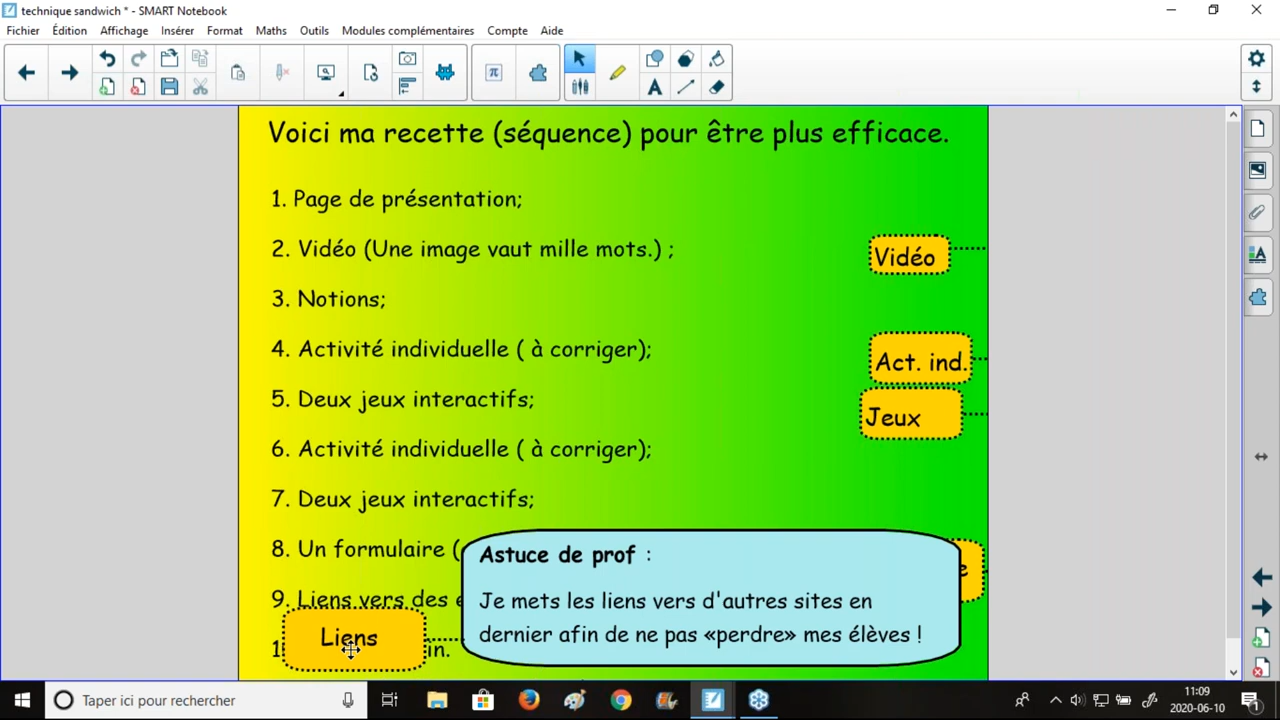 technique sandwich * - SMART Notebook
Fichier Édition Affichage Insérer Format Maths Outils Modules complémentaires Compte Aide
Voici ma recette (séquence) pour être plus efficace.
1. Page de présentation;
2. Vidéo (Une image vaut mille mots.) ;
Vidéo
3. Notions;
4. Activité individuelle ( à corriger);
Act. ind.
5. Deux jeux interactifs;
Jeux
6. Activité individuelle ( à corriger);
7. Deux jeux interactifs;
8. Un formulaire (
Astuce de prof :
9. Liens vers des
Je mets les liens vers d'autres sites en
dernier afin de ne pas «perdre» mes élèves !
Liens
Taper ici pour rechercher
11:09
2020-06-10